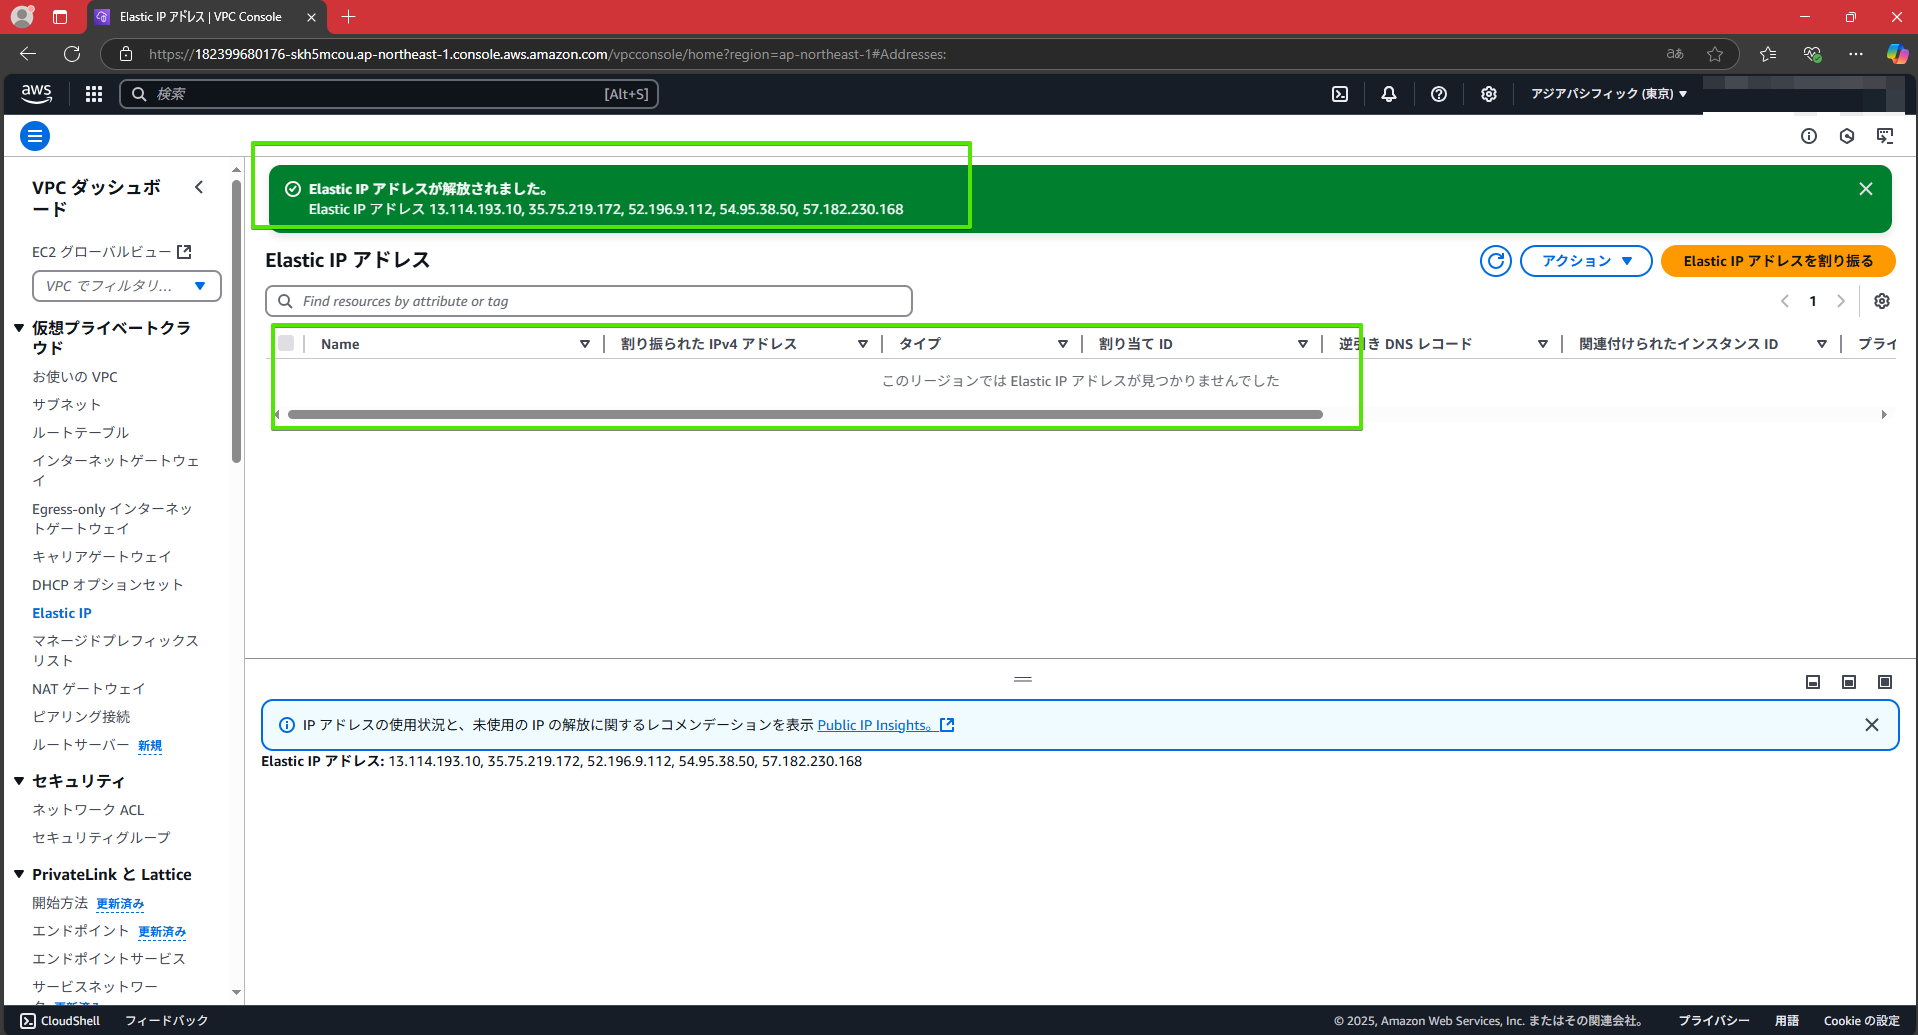 Elastic IP アドレス | VPC Console
https://182399680176-skh5mcou.ap-northeast-1.console.aws.amazon.com/vpcconsole/home?region=ap-northeast-1#Addresses:
aあ
aws
検索
[Alt+S]
アジアパシフィック (東京)
VPC ダッシュボ
ード
EC2 グローバルビュー
VPC でフィルタリ...
仮想プライベートクラ
ウド
お使いの VPC
サブネット
ルートテーブル
インターネットゲートウェ
イ
Egress-only インターネッ
トゲートウェイ
キャリアゲートウェイ
DHCP オプションセット
Elastic IP
マネージドプレフィックス
リスト
NAT ゲートウェイ
ピアリング接続
ルートサーバー 新規
セキュリティ
ネットワーク ACL
セキュリティグループ
PrivateLink と Lattice
開始方法 更新済み
エンドポイント 更新済み
エンドポイントサービス
サービスネットワー
ク 更新済み
Elastic IP アドレスが解放されました。
Elastic IP アドレス 13.114.193.10, 35.75.219.172, 52.196.9.112, 54.95.38.50, 57.182.230.168
Elastic IP アドレス
アクション
Elastic IP アドレスを割り振る
Find resources by attribute or tag
1
Name
割り振られた IPv4 アドレス
タイプ
割り当て ID
逆引き DNS レコード
関連付けられたインスタンス ID
プライ
このリージョンでは Elastic IP アドレスが見つかりませんでした
IP アドレスの使用状況と、未使用の IP の解放に関するレコメンデーションを表示 Public IP Insights。
Elastic IP アドレス: 13.114.193.10, 35.75.219.172, 52.196.9.112, 54.95.38.50, 57.182.230.168
CloudShell
フィードバック
© 2025, Amazon Web Services, Inc. またはその関連会社。
プライバシー
用語
Cookie の設定